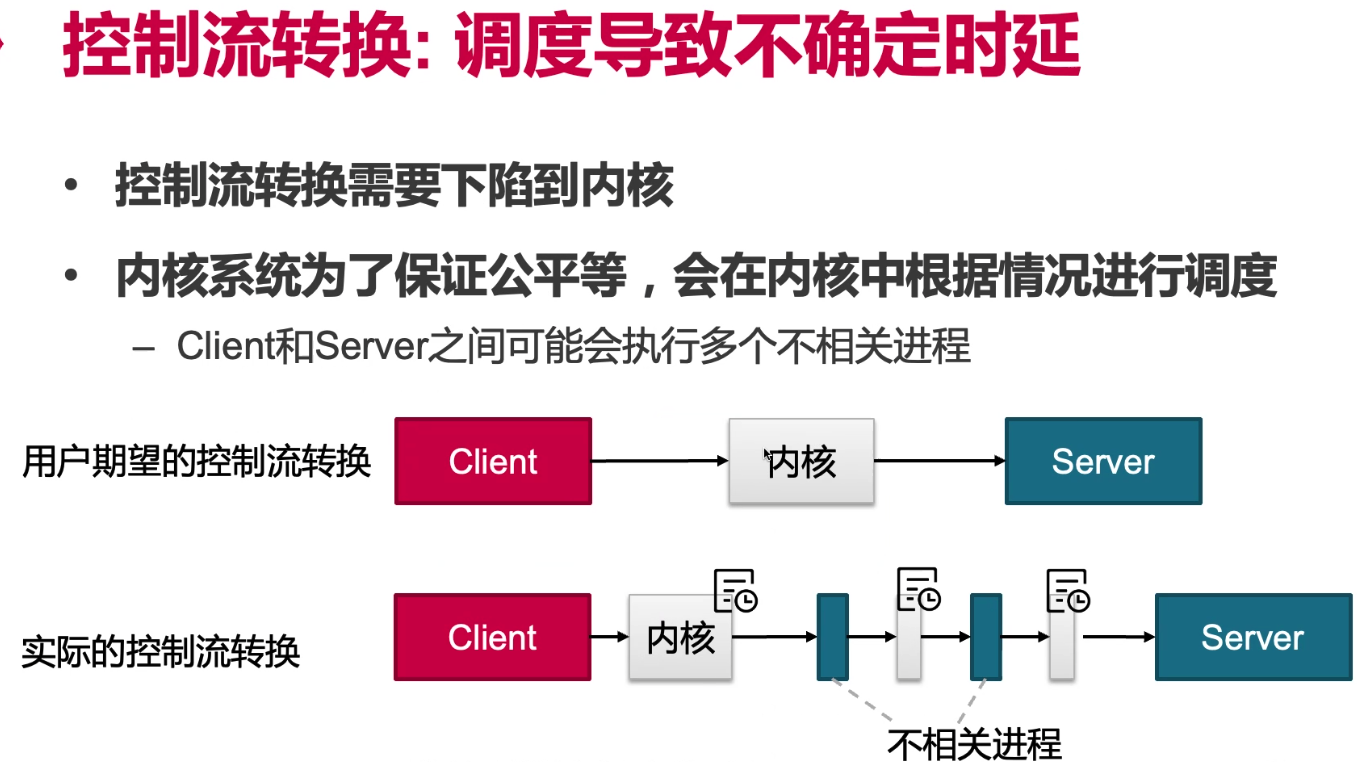 控制流转换: 调度导致不确定时延
• 控制流转换需要下陷到内核
• 内核系统为了保证公平等，会在内核中根据情况进行调度
– Client和Server之间可能会执行多个不相关进程
用户期望的控制流转换
Client
内核
Server
实际的控制流转换
Client
内核
Server
不相关进程